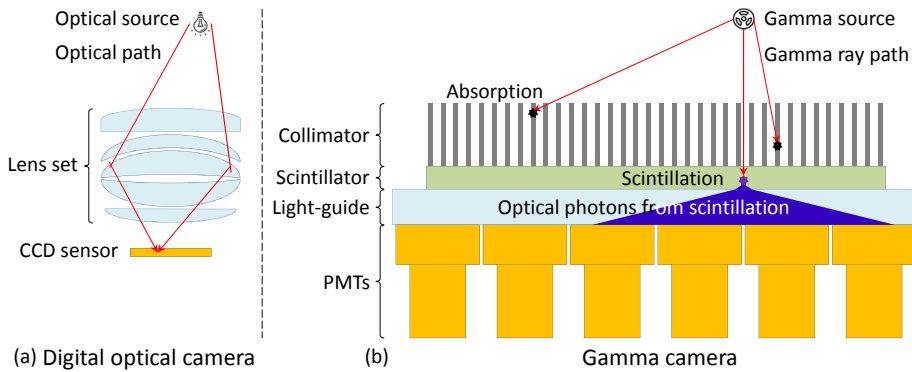 Optical source
Optical path
Lens set
CCD sensor
(a) Digital optical camera
Gamma source
Gamma ray path
Absorption
Collimator
Scintillator
Scintillation
Light-guide
Optical photons from scintillation
PMTs
(b)
Gamma camera